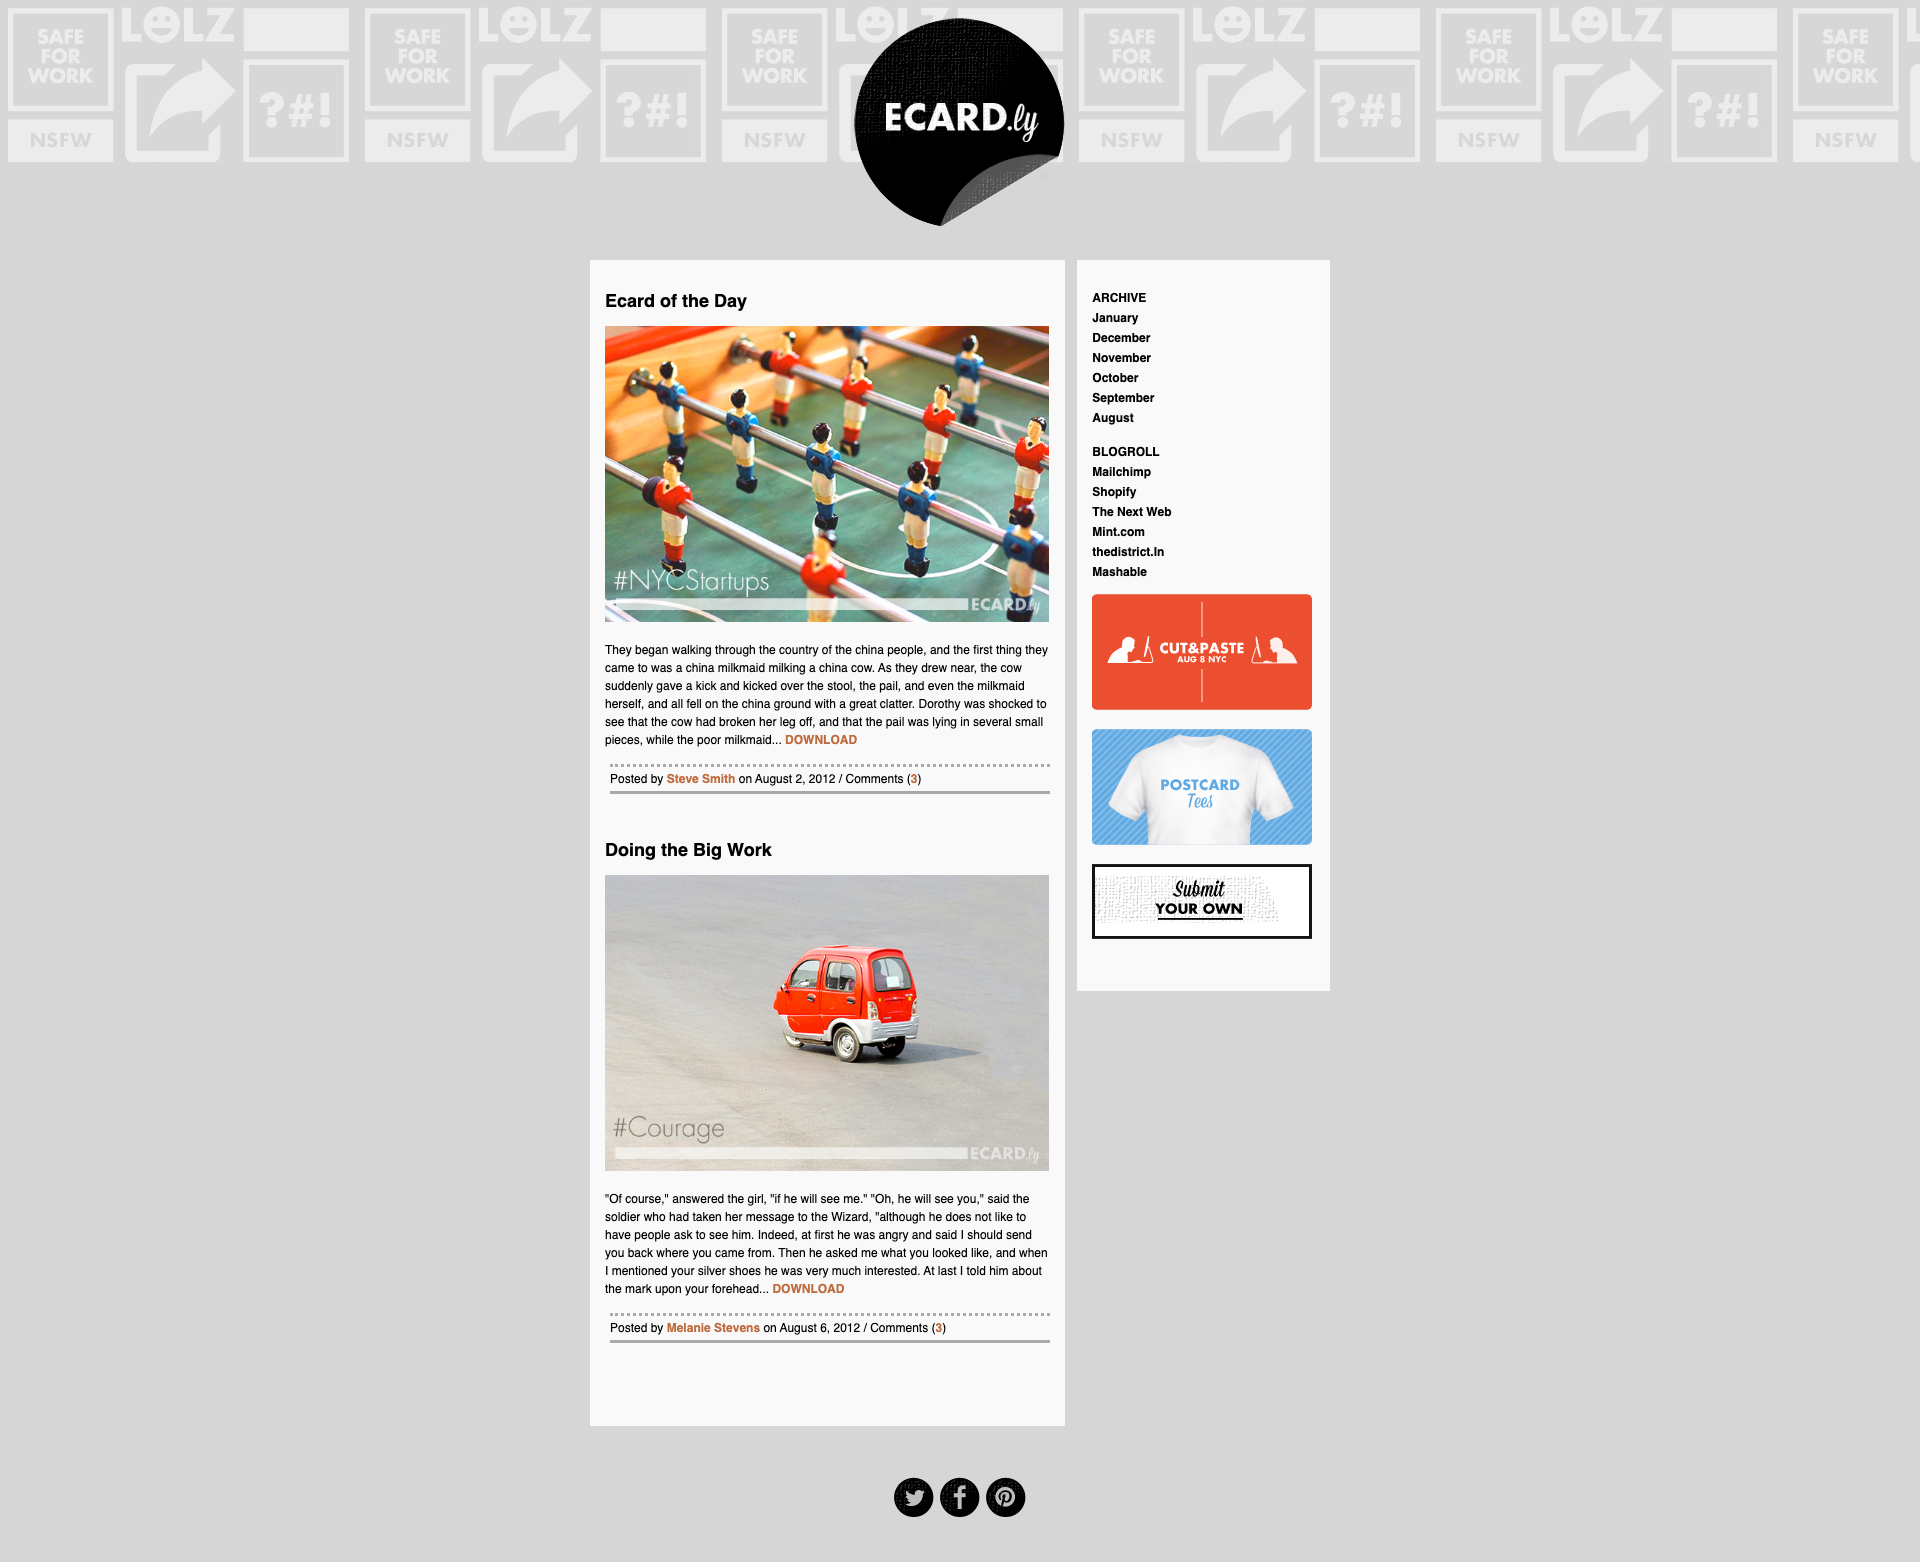 SAFE FOR WORK
LOLZ
NSFW
?#!
SAFE FOR WORK
LOLZ
NSFW
?#!
SAFE FOR WORK
NSFW
ECARD.ly
SAFE FOR WORK
LOLZ
NSFW
?#!
SAFE FOR WORK
LOLZ
NSFW
?#!
SAFE FOR WORK
NSFW
Ecard of the Day
#NYCStartups
ECARD.ly
They began walking through the country of the china people, and the first thing they
came to was a china milkmaid milking a china cow. As they drew near, the cow
suddenly gave a kick and kicked over the stool, the pail, and even the milkmaid
herself, and all fell on the china ground with a great clatter. Dorothy was shocked to
see that the cow had broken her leg off, and that the pail was lying in several small
pieces, while the poor milkmaid... DOWNLOAD
Posted by Steve Smith on August 2, 2012 / Comments (3)
Doing the Big Work
#Courage
ECARD.ly
"Of course," answered the girl, "if he will see me." "Oh, he will see you," said the
soldier who had taken her message to the Wizard, "although he does not like to
have people ask to see him. Indeed, at first he was angry and said I should send
you back where you came from. Then he asked me what you looked like, and when
I mentioned your silver shoes he was very much interested. At last I told him about
the mark upon your forehead... DOWNLOAD
Posted by Melanie Stevens on August 6, 2012 / Comments (3)
ARCHIVE
January
December
November
October
September
August
BLOGROLL
Mailchimp
Shopify
The Next Web
Mint.com
thedistrict.ln
Mashable
CUT&PASTE
AUG 8 NYC
POSTCARD
Tees
Submit
YOUR OWN